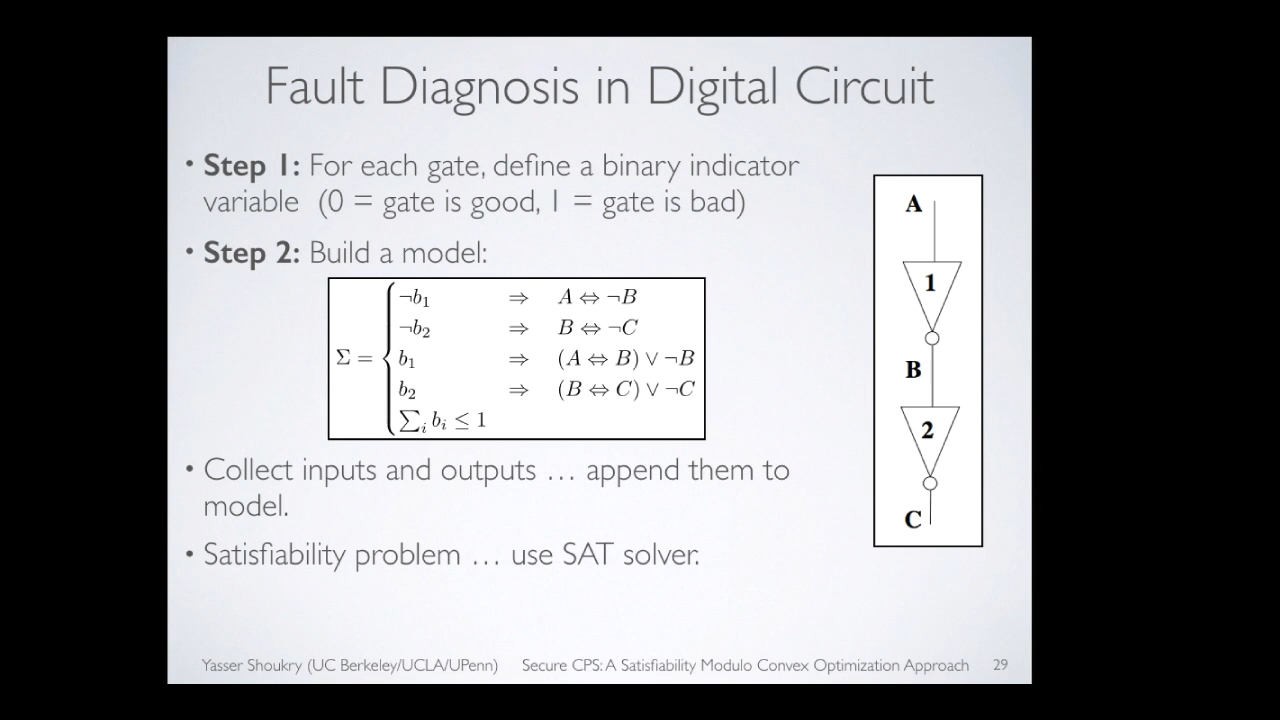 Fault Diagnosis in Digital Circuit
• Step 1: For each gate, define a binary indicator
variable (0 = gate is good, 1 = gate is bad)
• Step 2: Build a model:
Σ = {
¬b₁ ⇒ A ⇔ ¬B
¬b₂ ⇒ B ⇔ ¬C
b₁ ⇒ (A ⇔ B) ∨ ¬B
b₂ ⇒ (B ⇔ C) ∨ ¬C
∑ᵢ bᵢ ≤ 1
• Collect inputs and outputs … append them to
model.
• Satisfiability problem … use SAT solver.
A
1
B
2
C
Yasser Shoukry (UC Berkeley/UCLA/UPenn) Secure CPS: A Satisfiability Modulo Convex Optimization Approach 29